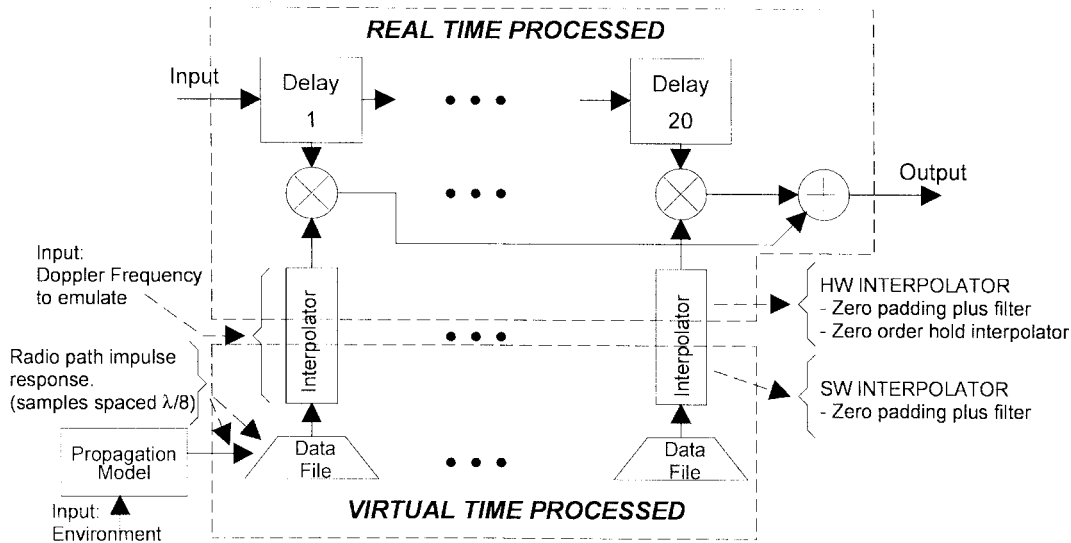 REAL TIME PROCESSED
Input
Delay
1
Delay
20
Output
Input:
Doppler Frequency
to emulate
Interpolator
Interpolator
HW INTERPOLATOR
- Zero padding plus filter
- Zero order hold interpolator
Radio path impulse
response.
(samples spaced λ/8)
SW INTERPOLATOR
- Zero padding plus filter
Propagation
Model
Data
File
Data
File
Input:
Environment
VIRTUAL TIME PROCESSED